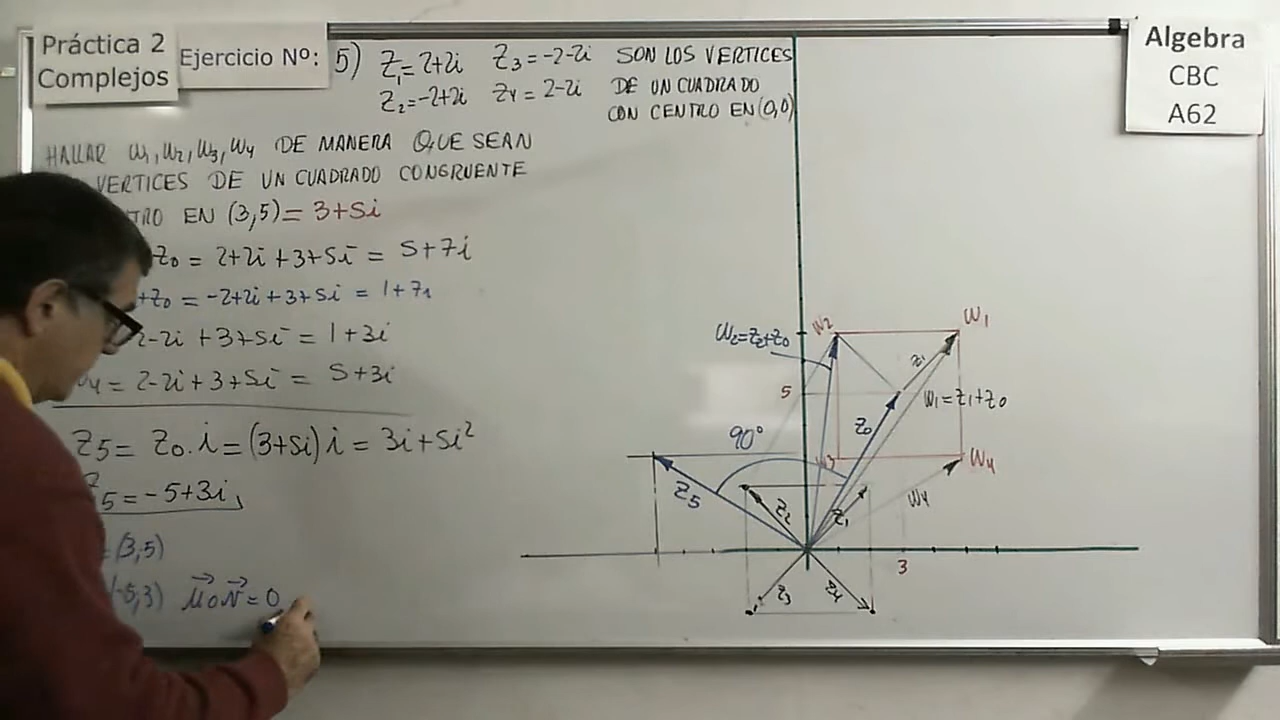 Práctica 2
Complejos
Ejercicio Nº:
5) Z1=2+2i Z3=-2-2i SON LOS VERTICES
Z2=-2+2i Z4=2-2i DE UN CUADRADO
CON CENTRO EN (0,0)
HALLAR W1,W2,W3,W4 DE MANERA QUE SEAN
VERTICES DE UN CUADRADO CONGRUENTE
TRO EN (3,5)=3+5i
Z0=2+2i+3+5i=5+7i
+Z0=-2+2i+3+5i=1+7i
2-2i+3+5i=1+3i
4=2-2i+3+5i=5+3i
Z5=Z0.i=(3+5i)i=3i+5i²
Z5=-5+3i
=(3,5)
(-5,3) u∘v=0
Algebra
CBC
A62
W2 W1
W2=Z2+Z0
Z1
5
W1=Z1+Z0
Z0
90°
W3 W4
Z5
W4
Z2 Z1
3
Z3 Z4